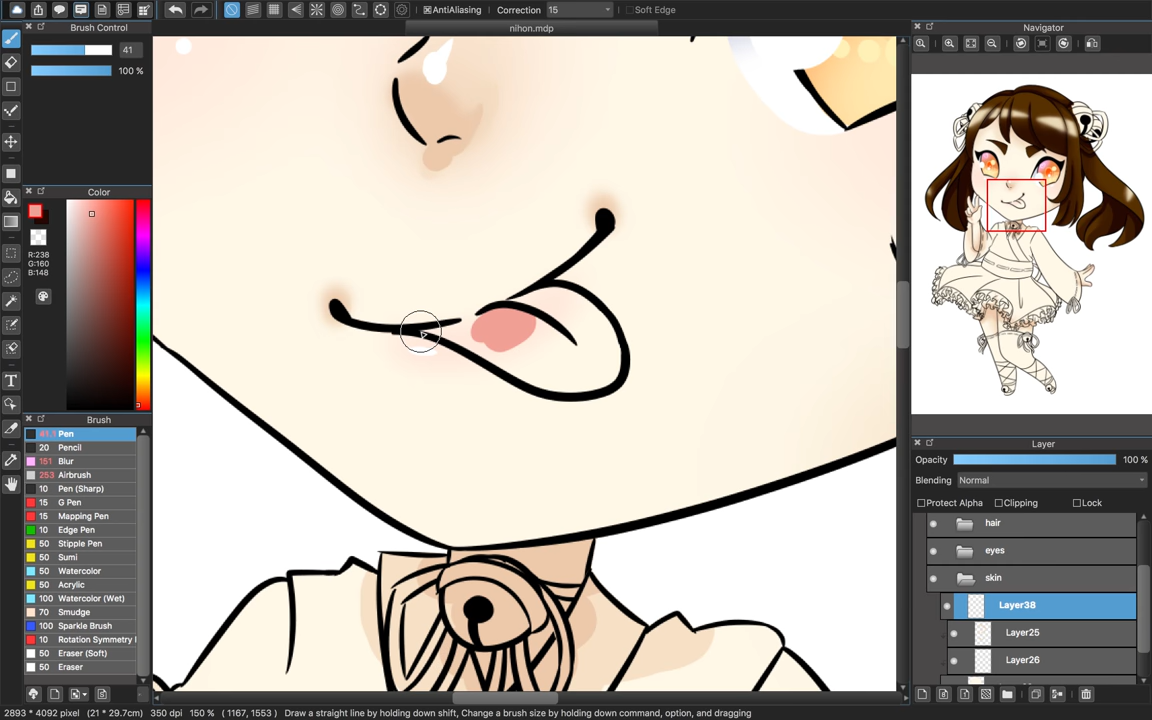 AntiAliasing Correction 15 Soft Edge
Brush Control
nihon.mdp
Navigator
41
100 %
Color
R:238
G:160
B:148
Brush
Pen
20 Pencil
151 Blur
253 Airbrush
10 Pen (Sharp)
15 G Pen
15 Mapping Pen
10 Edge Pen
50 Stipple Pen
50 Sumi
50 Watercolor
50 Acrylic
100 Watercolor (Wet)
70 Smudge
100 Sparkle Brush
10 Rotation Symmetry
50 Eraser (Soft)
50 Eraser
Layer
Opacity 100 %
Blending Normal
Protect Alpha Clipping Lock
hair
eyes
skin
Layer38
Layer25
Layer26
2893 * 4092 pixel (21 * 29.7cm) 350 dpi 150 % ( 1167, 1553 ) Draw a straight line by holding down shift, Change a brush size by holding down command, option, and dragging